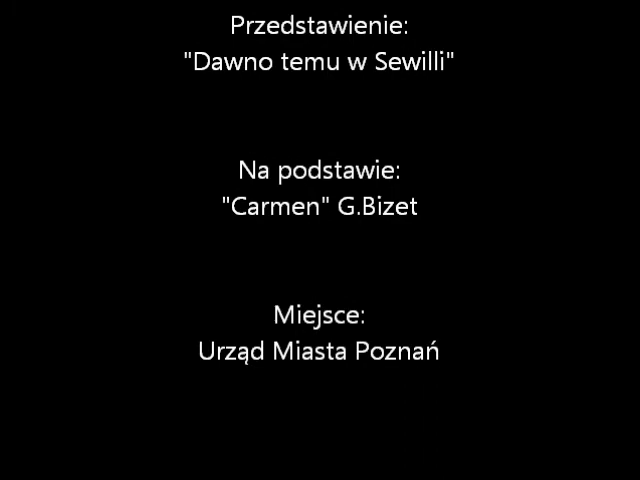 Przedstawienie:
"Dawno temu w Sewilli"
Na podstawie:
"Carmen" G.Bizet
Miejsce:
Urząd Miasta Poznań